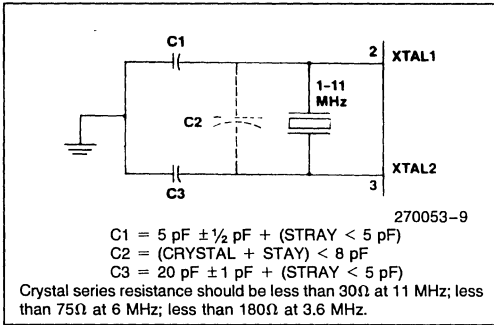 C1
2 XTAL1
1–11
MHz
C2
XTAL2
3
C3
270053–9
C1 = 5 pF ±½ pF + (STRAY < 5 pF)
C2 = (CRYSTAL + STAY) < 8 pF
C3 = 20 pF ±1 pF + (STRAY < 5 pF)
Crystal series resistance should be less than 30Ω at 11 MHz; less
than 75Ω at 6 MHz; less than 180Ω at 3.6 MHz.